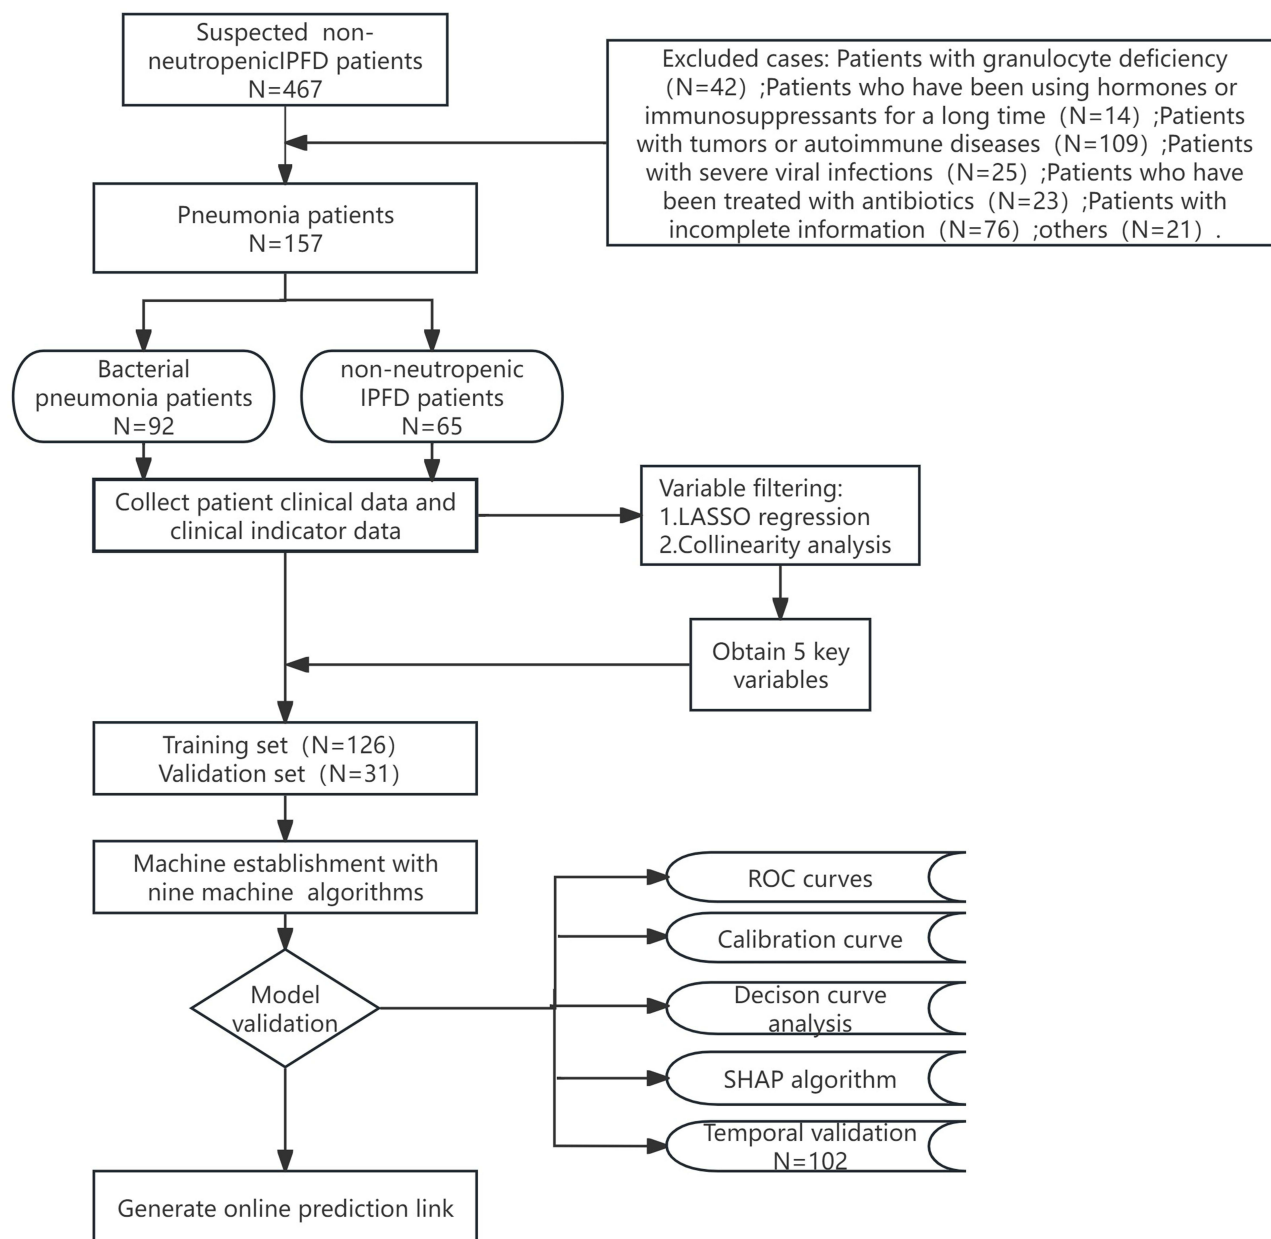 Suspected non-
neutropenicIPFD patients
N=467
Excluded cases: Patients with granulocyte deficiency
（N=42）;Patients who have been using hormones or
immunosuppressants for a long time（N=14）;Patients
with tumors or autoimmune diseases（N=109）;Patients
with severe viral infections（N=25）;Patients who have
been treated with antibiotics（N=23）;Patients with
incomplete information（N=76）;others（N=21）.
Pneumonia patients
N=157
Bacterial
pneumonia patients
N=92
non-neutropenic
IPFD patients
N=65
Collect patient clinical data and
clinical indicator data
Variable filtering:
1.LASSO regression
2.Collinearity analysis
Obtain 5 key
variables
Training set（N=126）
Validation set（N=31）
Machine establishment with
nine machine algorithms
Model
validation
ROC curves
Calibration curve
Decison curve
analysis
SHAP algorithm
Temporal validation
N=102
Generate online prediction link